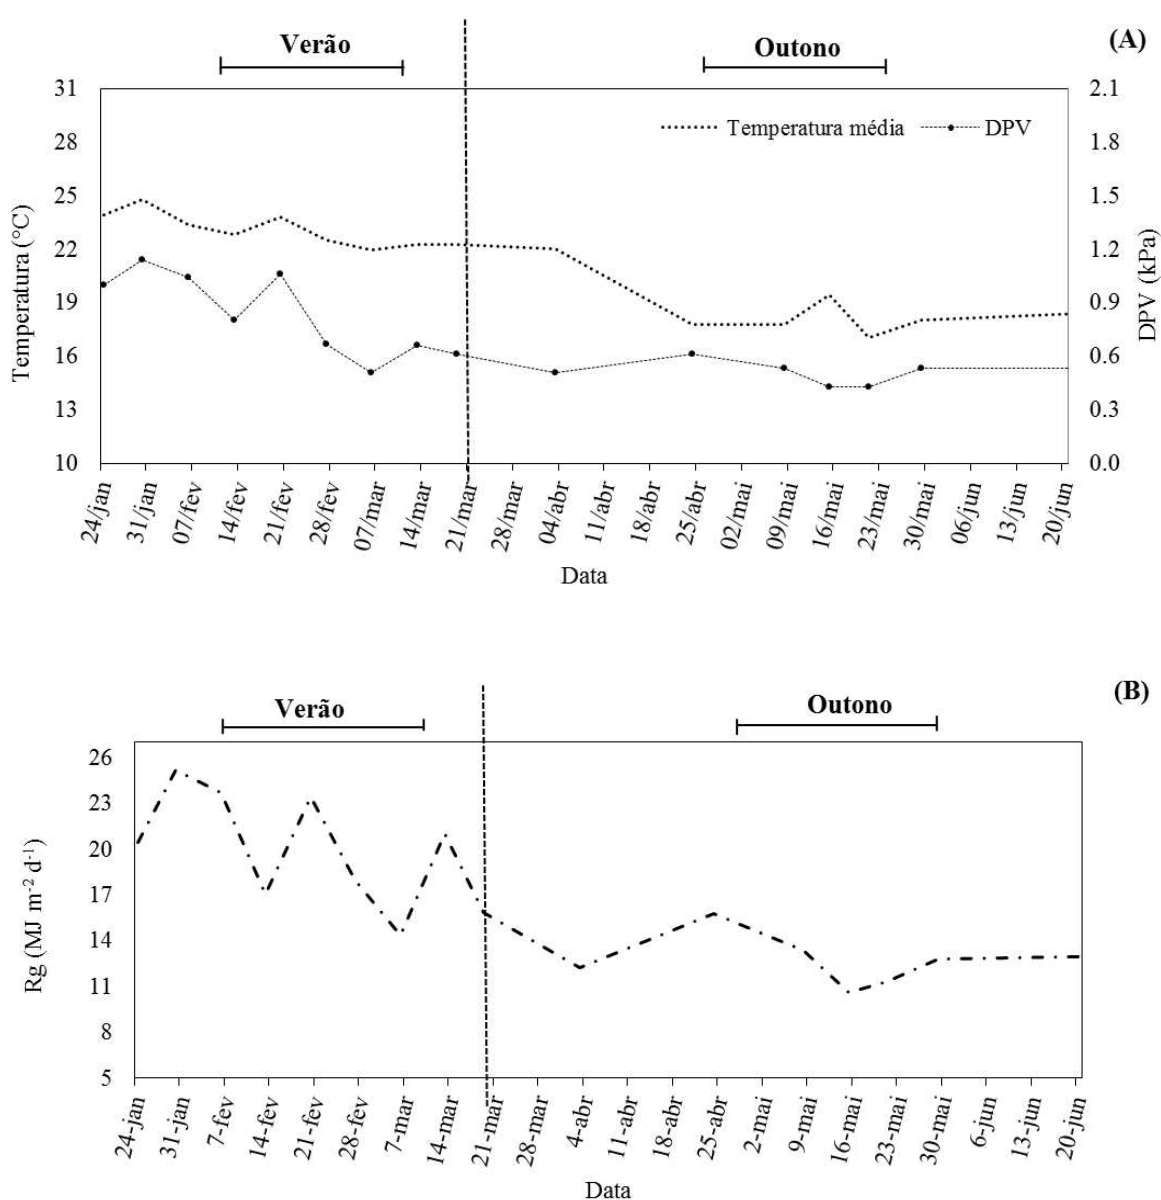 (A)
Verão
Outono
31
28
25
22
19
16
13
10
Temperatura (°C)
Temperatura média
DPV
2.1
1.8
1.5
1.2
0.9
0.6
0.3
0.0
DPV (kPa)
24/jan
31/jan
07/fev
14/fev
21/fev
28/fev
07/mar
14/mar
21/mar
28/mar
04/abr
11/abr
18/abr
25/abr
02/mai
09/mai
16/mai
23/mai
30/mai
06/jun
13/jun
20/jun
Data
(B)
Verão
Outono
26
23
20
17
14
11
8
5
Rg (MJ m⁻² d⁻¹)
24-jan
31-jan
7-fev
14-fev
21-fev
28-fev
7-mar
14-mar
21-mar
28-mar
4-abr
11-abr
18-abr
25-abr
2-mai
9-mai
16-mai
23-mai
30-mai
6-jun
13-jun
20-jun
Data